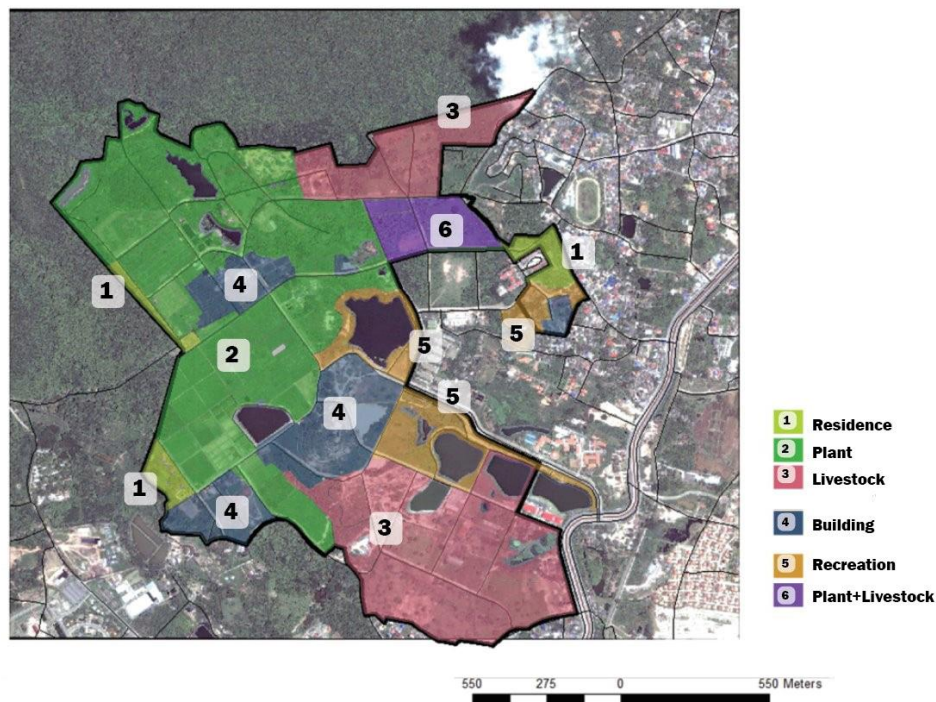 3
6
1
1
4
2
5
5
5
4
1
4
3
1 Residence
2 Plant
3 Livestock
4 Building
5 Recreation
6 Plant+Livestock
550 275 0 550 Meters